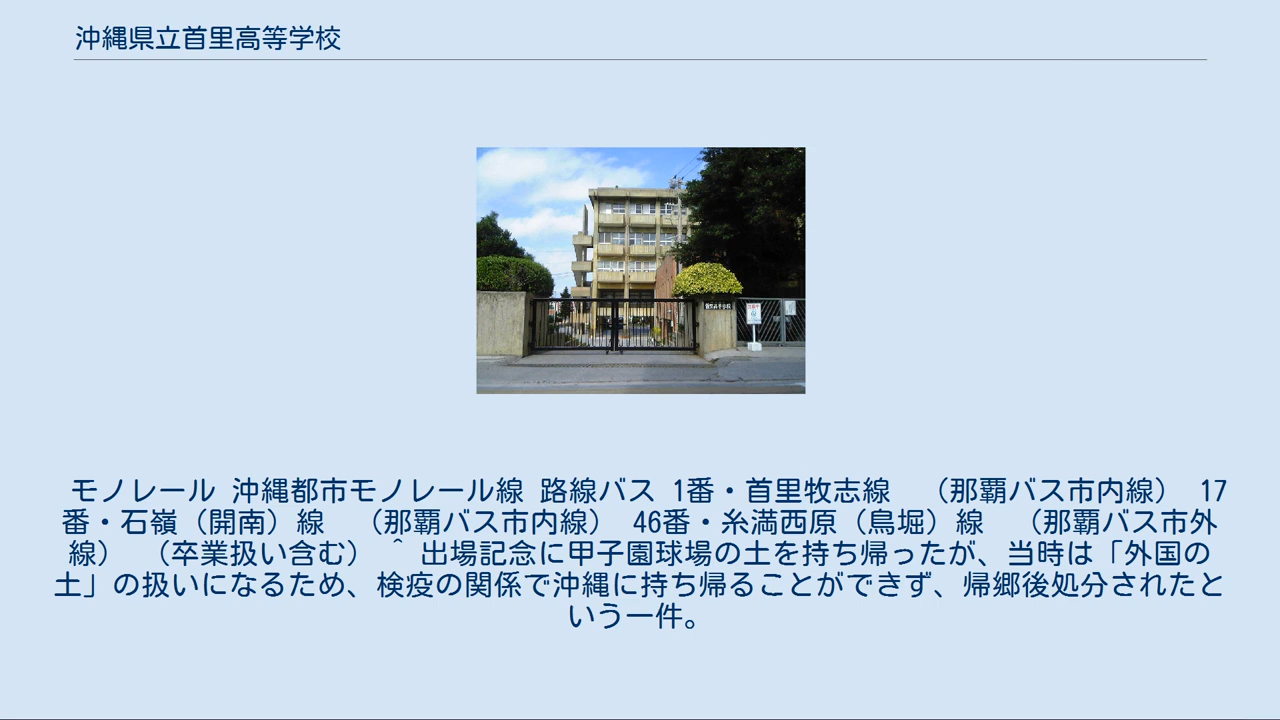 沖縄県立首里高等学校
モノレール 沖縄都市モノレール線 路線バス 1番・首里牧志線　（那覇バス市内線） 17
番・石嶺（開南）線　（那覇バス市内線） 46番・糸満西原（鳥堀）線　（那覇バス市外
線）　（卒業扱い含む） ^ 出場記念に甲子園球場の土を持ち帰ったが、当時は「外国の
土」の扱いになるため、検疫の関係で沖縄に持ち帰ることができず、帰郷後処分されたと
いう一件。